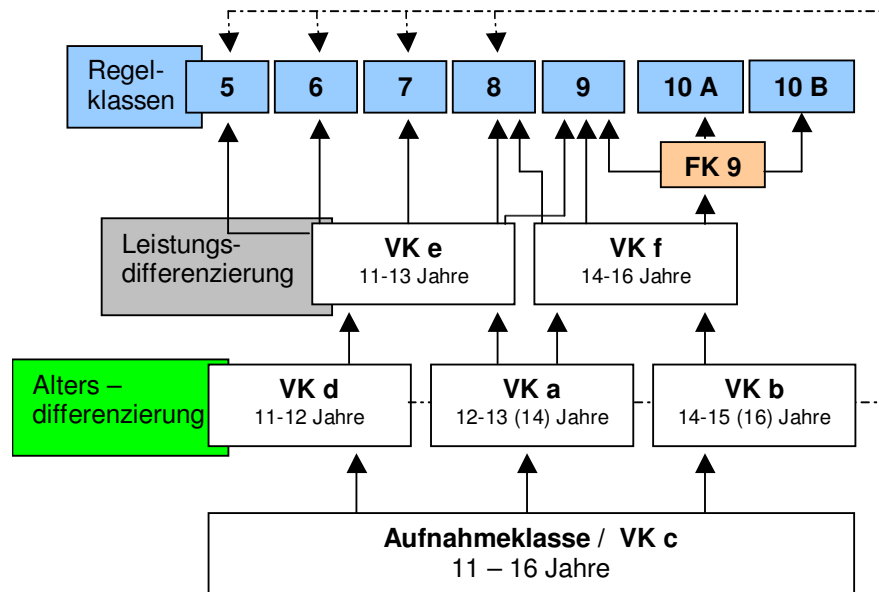 Regel-
klassen
5
6
7
8
9
10 A
10 B
FK 9
Leistungs-
differenzierung
VK e
11-13 Jahre
VK f
14-16 Jahre
Alters –
differenzierung
VK d
11-12 Jahre
VK a
12-13 (14) Jahre
VK b
14-15 (16) Jahre
Aufnahmeklasse / VK c
11 – 16 Jahre